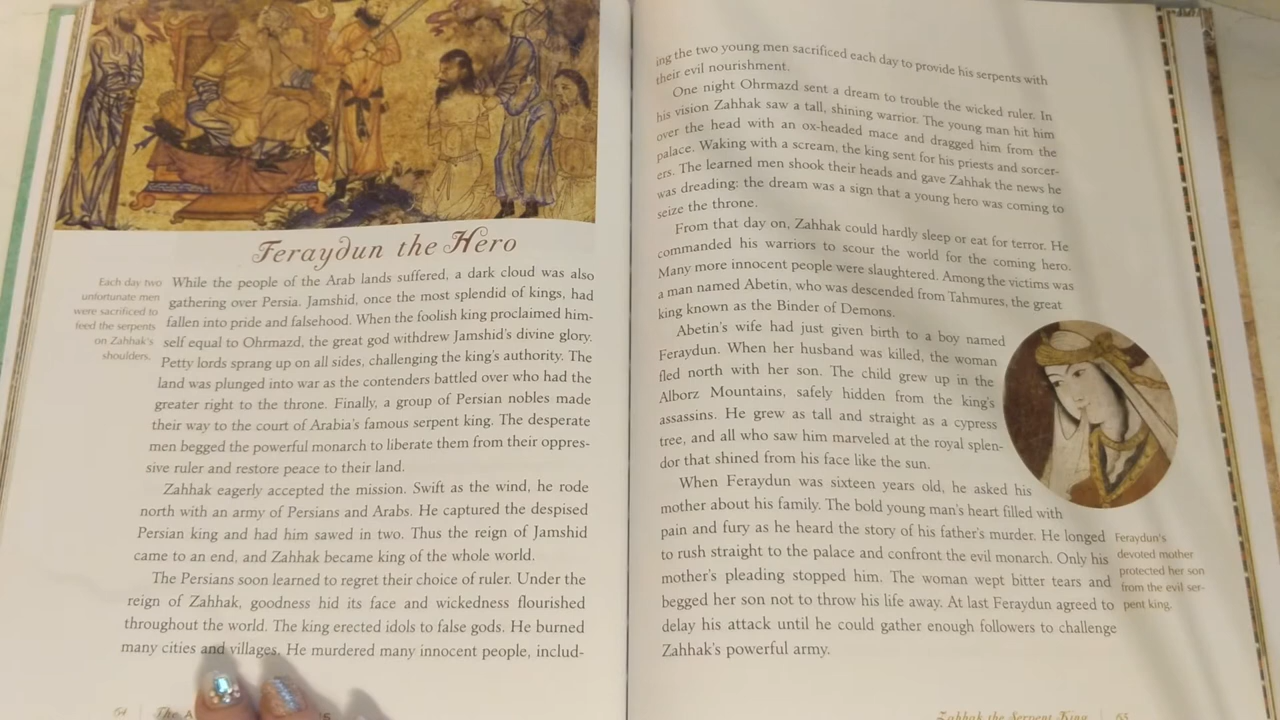 Feraydun the Hero
Each day two
unfortunate men
were sacrificed to
feed the serpents
on Zahhak's
shoulders.
While the people of the Arab lands suffered, a dark cloud was also
gathering over Persia. Jamshid, once the most splendid of kings, had
fallen into pride and falsehood. When the foolish king proclaimed him-
self equal to Ohrmazd, the great god withdrew Jamshid's divine glory.
Petty lords sprang up on all sides, challenging the king's authority. The
land was plunged into war as the contenders battled over who had the
greater right to the throne. Finally, a group of Persian nobles made
their way to the court of Arabia's famous serpent king. The desperate
men begged the powerful monarch to liberate them from their oppres-
sive ruler and restore peace to their land.
Zahhak eagerly accepted the mission. Swift as the wind, he rode
north with an army of Persians and Arabs. He captured the despised
Persian king and had him sawed in two. Thus the reign of Jamshid
came to an end, and Zahhak became king of the whole world.
The Persians soon learned to regret their choice of ruler. Under the
reign of Zahhak, goodness hid its face and wickedness flourished
throughout the world. The king erected idols to false gods. He burned
many cities and villages. He murdered many innocent people, includ-
64 The A
ing the two young men sacrificed each day to provide his serpents with
their evil nourishment.
One night Ohrmazd sent a dream to trouble the wicked ruler. In
his vision Zahhak saw a tall, shining warrior. The young man hit him
over the head with an ox-headed mace and dragged him from the
palace. Waking with a scream, the king sent for his priests and sorcer-
ers. The learned men shook their heads and gave Zahhak the news he
was dreading: the dream was a sign that a young hero was coming to
seize the throne.
From that day on, Zahhak could hardly sleep or eat for terror. He
commanded his warriors to scour the world for the coming hero.
Many more innocent people were slaughtered. Among the victims was
a man named Abetin, who was descended from Tahmures, the great
king known as the Binder of Demons.
Abetin's wife had just given birth to a boy named
Feraydun. When her husband was killed, the woman
fled north with her son. The child grew up in the
Alborz Mountains, safely hidden from the king's
assassins. He grew as tall and straight as a cypress
tree, and all who saw him marveled at the royal splen-
dor that shined from his face like the sun.
When Feraydun was sixteen years old, he asked his
mother about his family. The bold young man's heart filled with
pain and fury as he heard the story of his father's murder. He longed
to rush straight to the palace and confront the evil monarch. Only his
mother's pleading stopped him. The woman wept bitter tears and
begged her son not to throw his life away. At last Feraydun agreed to
delay his attack until he could gather enough followers to challenge
Zahhak's powerful army.
Feraydun's
devoted mother
protected her son
from the evil ser-
pent king.
Zahhak the Serpent King 65